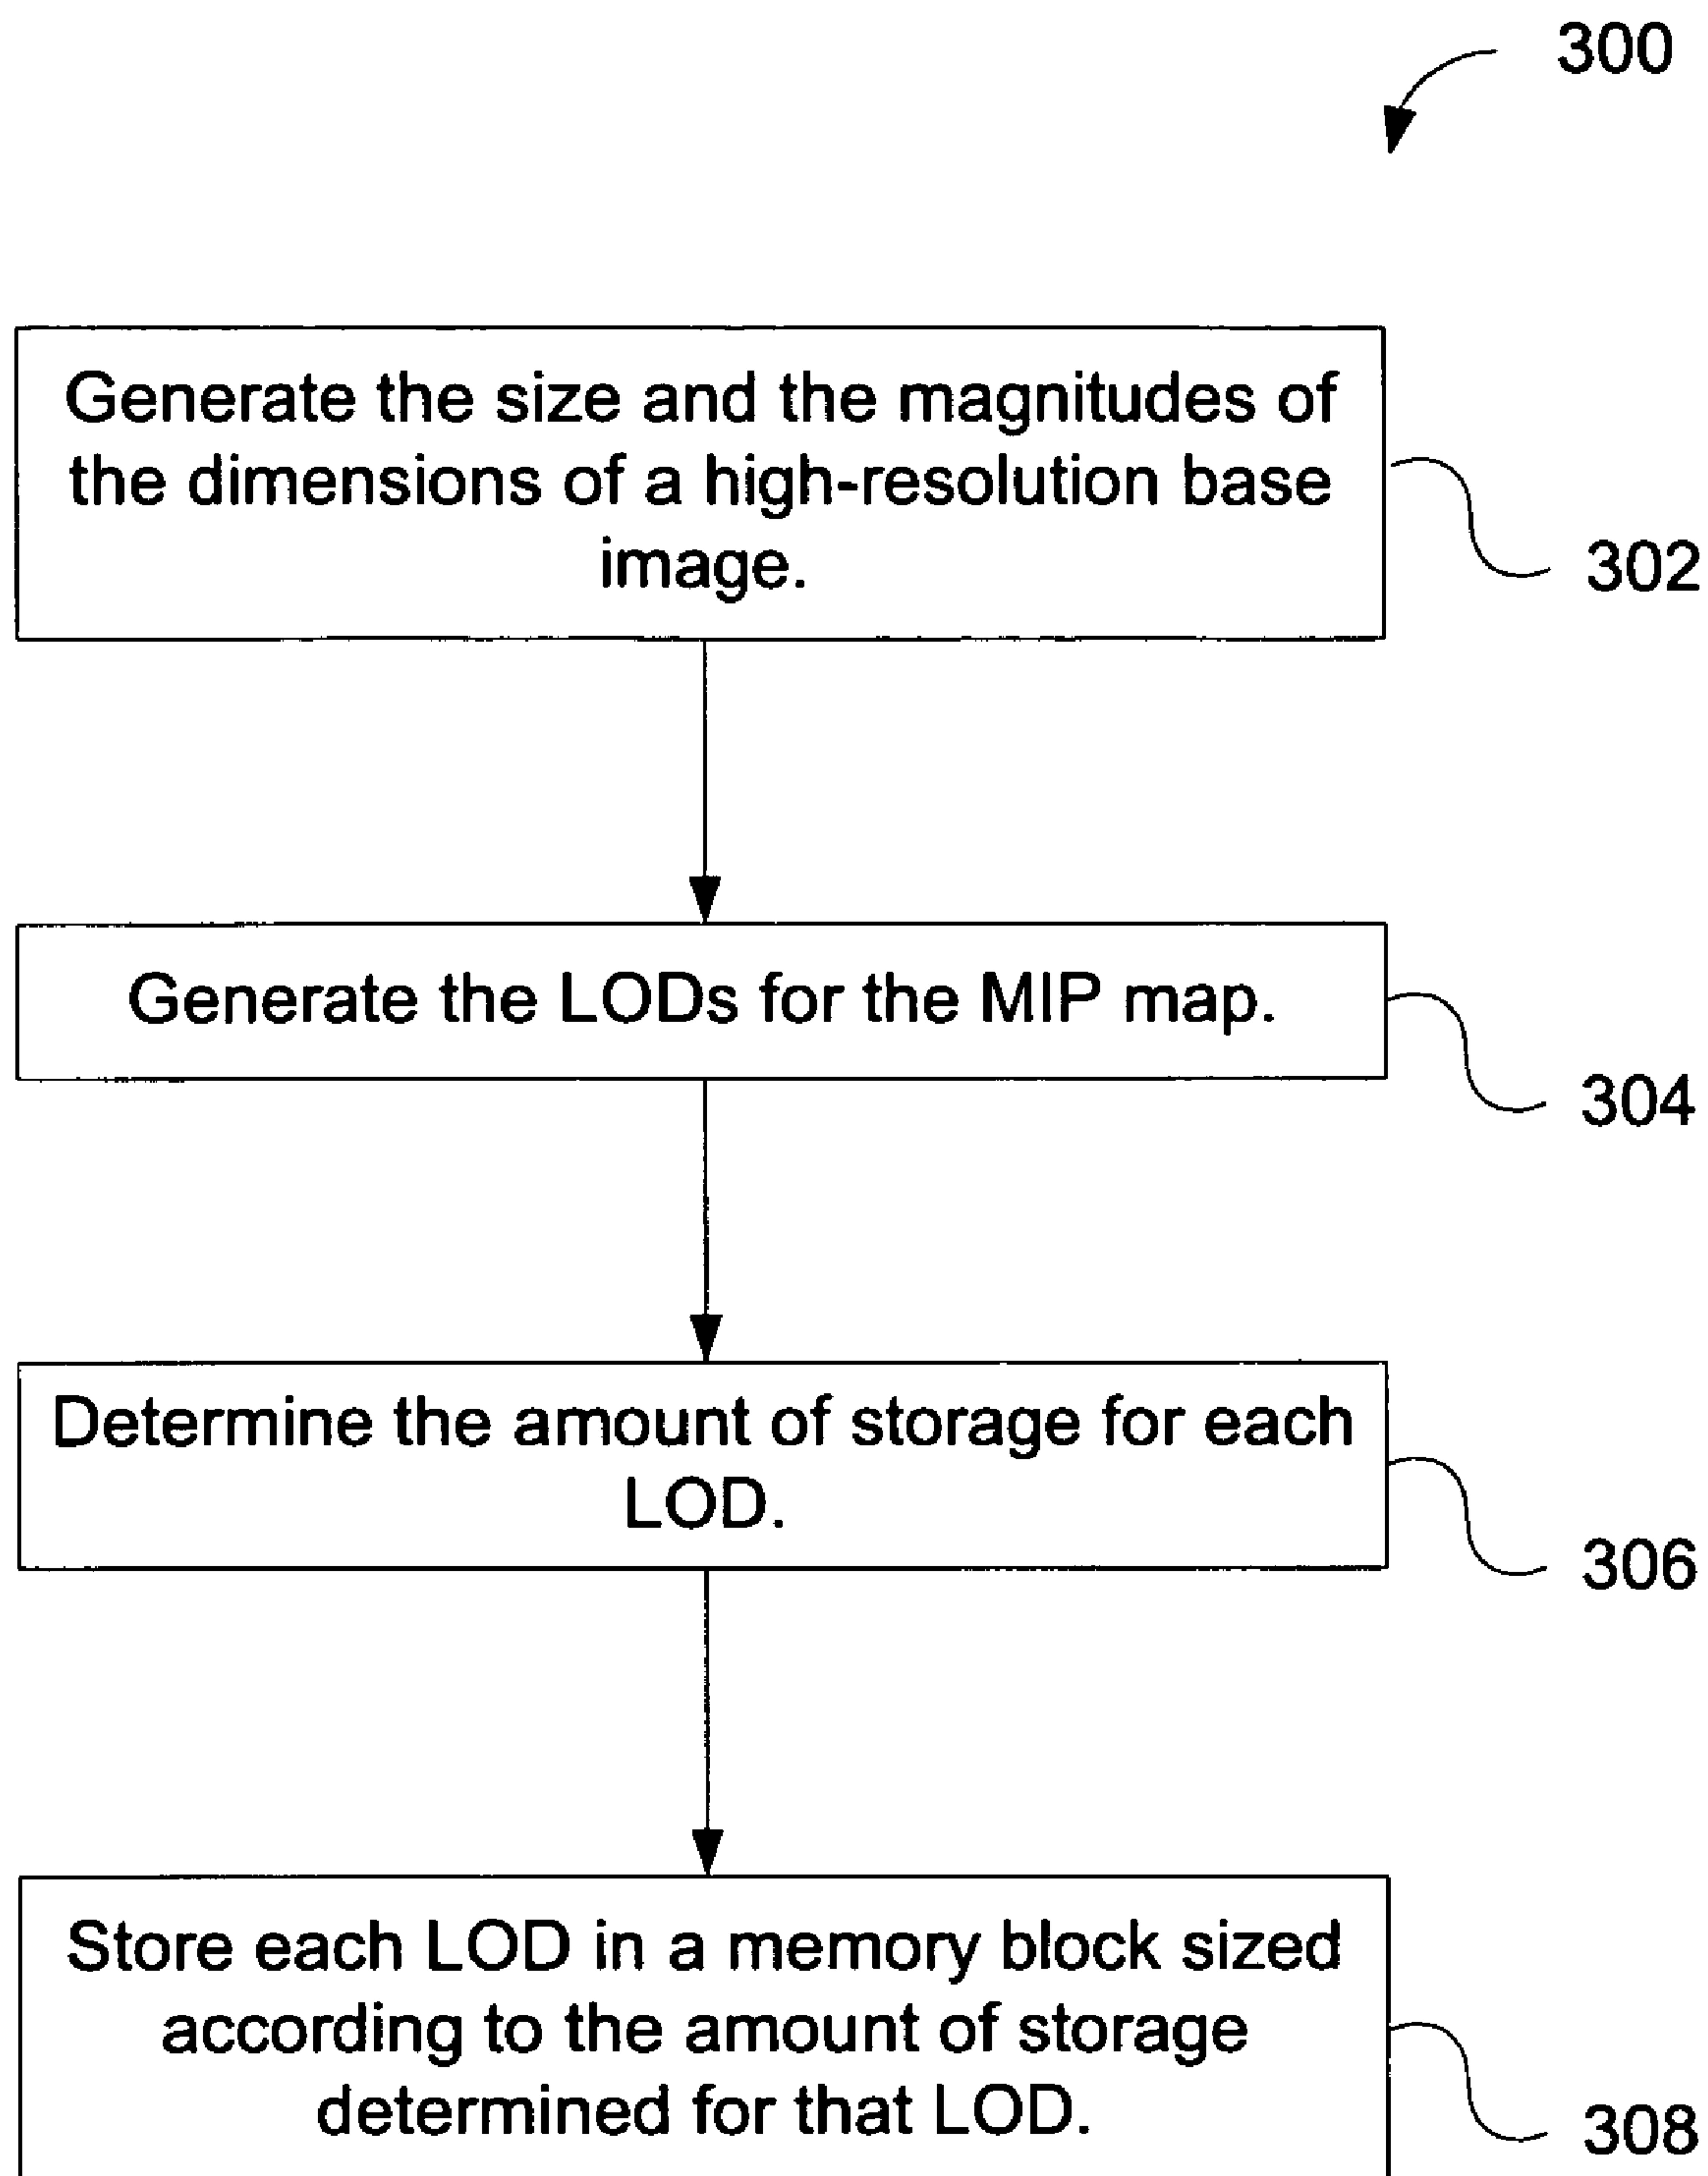 300
Generate the size and the magnitudes of
the dimensions of a high-resolution base
image.
302
Generate the LODs for the MIP map.
304
Determine the amount of storage for each
LOD.
306
Store each LOD in a memory block sized
according to the amount of storage
determined for that LOD.
308